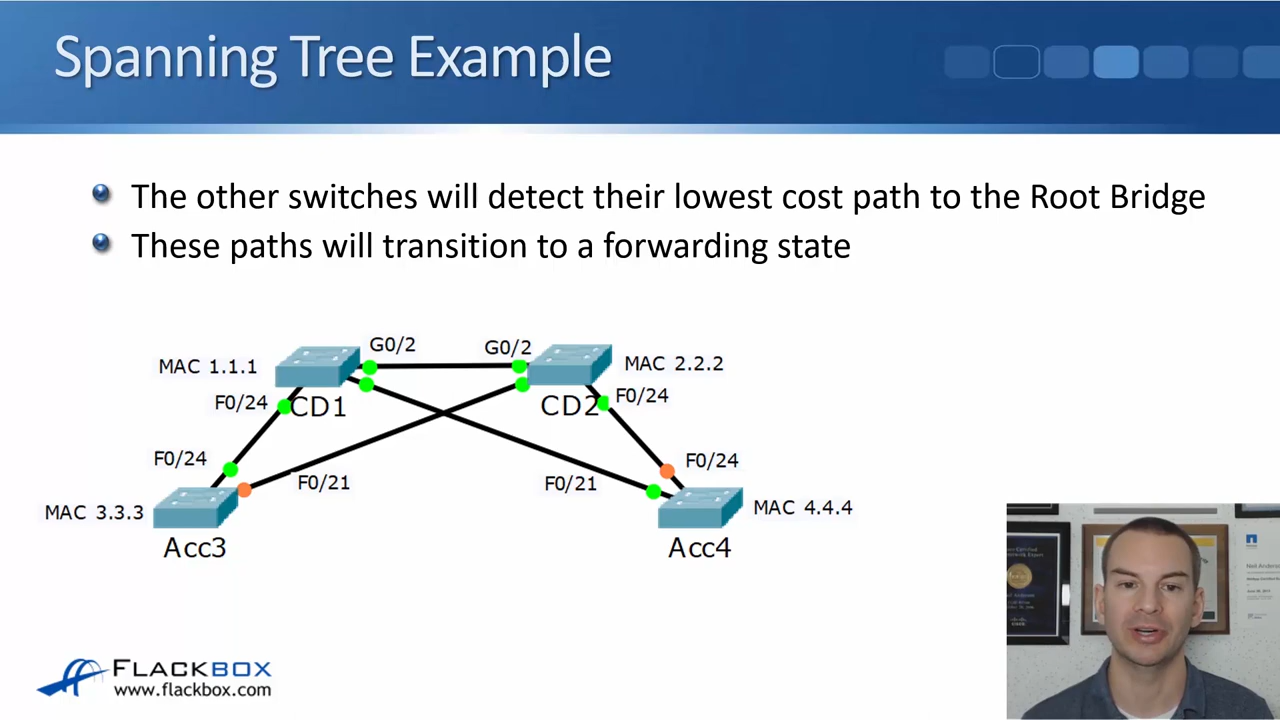 Spanning Tree Example
The other switches will detect their lowest cost path to the Root Bridge
These paths will transition to a forwarding state
G0/2
G0/2
MAC 1.1.1
MAC 2.2.2
F0/24
CD1
CD2
F0/24
F0/24
F0/24
F0/21
F0/21
MAC 3.3.3
MAC 4.4.4
Acc3
Acc4
FLACKBOX
www.flackbox.com